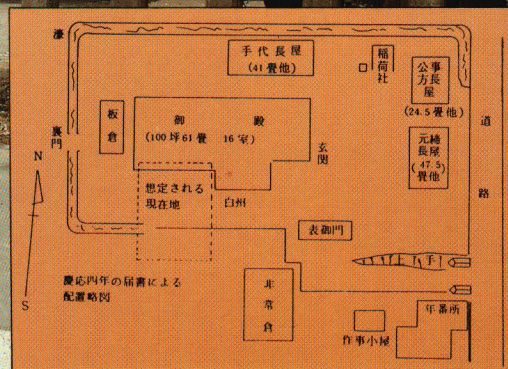 濠
手代長屋
(41畳他)
稲荷社
公事方長屋
(24.5畳他)
道路
板倉
御殿
(100坪61畳 16室)
玄関
元締長屋
(47.5畳他)
裏門
N
想定される
現在地
白州
表御門
土手
S
慶応四年の届書による
配置略図
非常倉
年番所
作事小屋